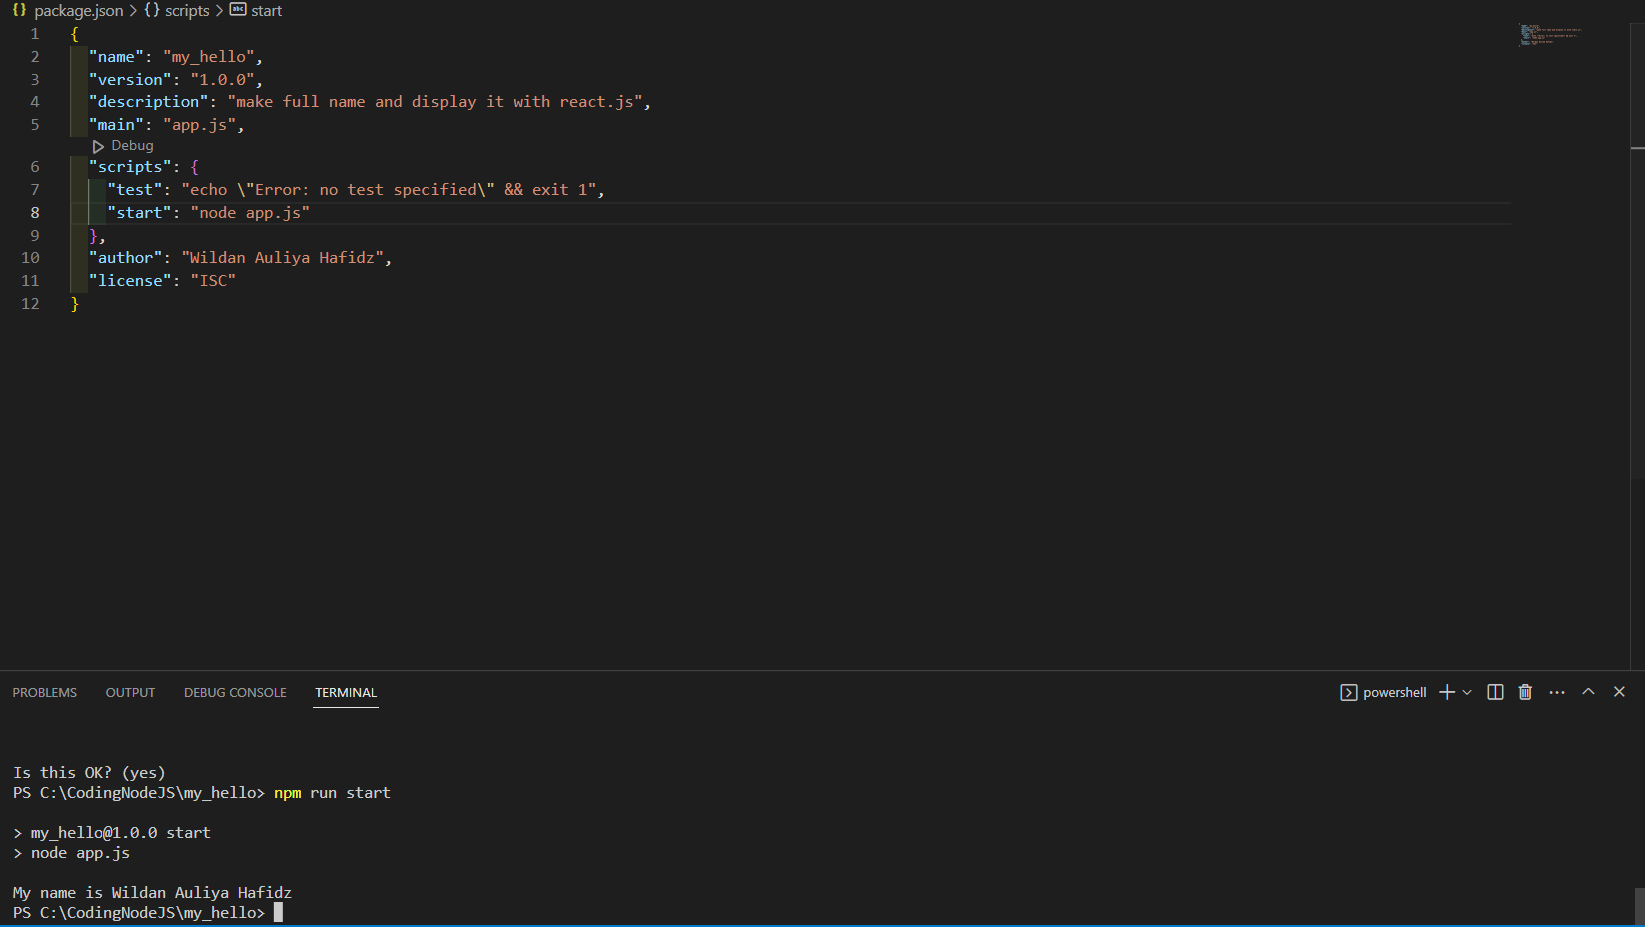 {} package.json > {} scripts > abc start
1 {
2 "name": "my_hello",
3 "version": "1.0.0",
4 "description": "make full name and display it with react.js",
5 "main": "app.js",
Debug
6 "scripts": {
7 "test": "echo \"Error: no test specified\" && exit 1",
8 "start": "node app.js"
9 },
10 "author": "Wildan Auliya Hafidz",
11 "license": "ISC"
12 }
PROBLEMS OUTPUT DEBUG CONSOLE TERMINAL powershell
Is this OK? (yes)
PS C:\CodingNodeJS\my_hello> npm run start
> my_hello@1.0.0 start
> node app.js
My name is Wildan Auliya Hafidz
PS C:\CodingNodeJS\my_hello>